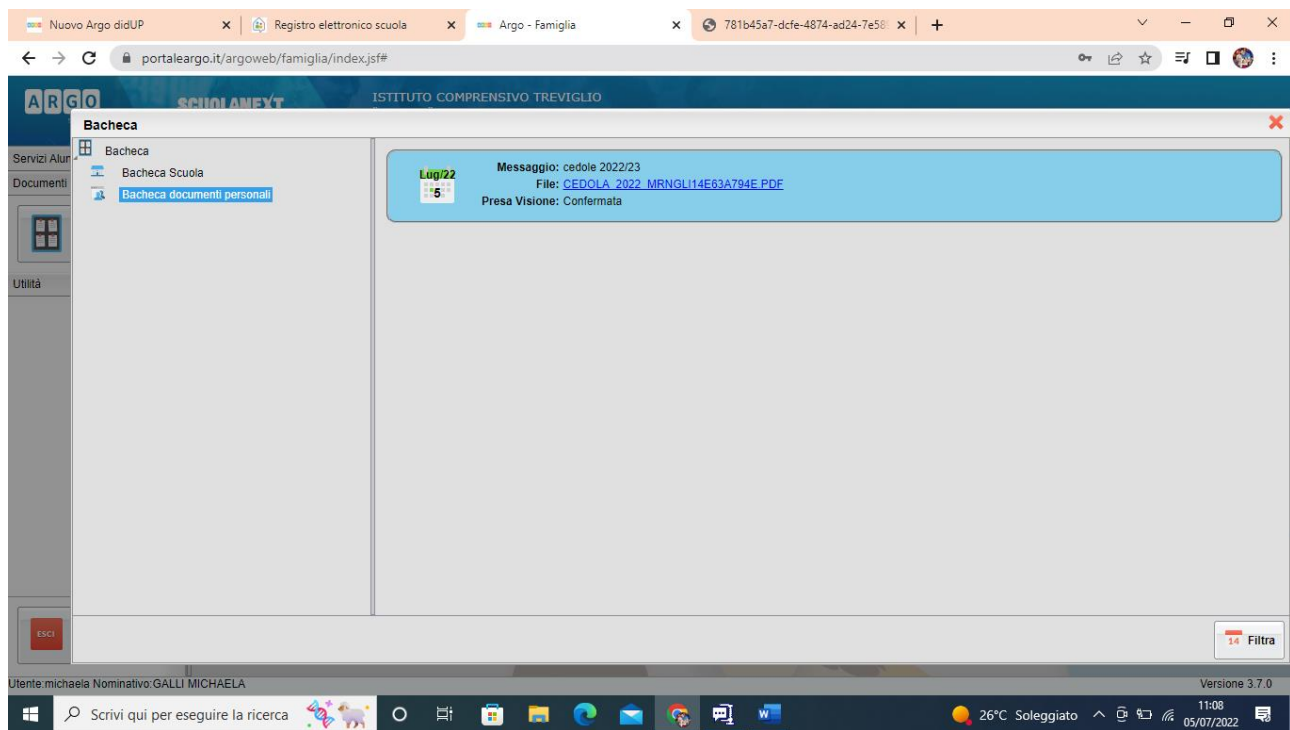 Nuovo Argo didUP
Registro elettronico scuola
Argo - Famiglia
781b45a7-dcfe-4874-ad24-7e58
portaleargo.it/argoweb/famiglia/index.jsf#
ARGO
SCUOLANEXT
ISTITUTO COMPRENSIVO TREVIGLIO
Bacheca
Servizi Alun
Documenti
Utilità
ESCI
Bacheca
Bacheca Scuola
Bacheca documenti personali
Lug/22
5
Messaggio: cedole 2022/23
File: CEDOLA_2022_MRNGLI14E63A794E.PDF
Presa Visione: Confermata
14 Filtra
Utente:michaela Nominativo:GALLI MICHAELA
Versione 3.7.0
Scrivi qui per eseguire la ricerca
26°C Soleggiato
11:08
05/07/2022